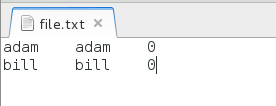 file.txt ×
adam    adam    0
bill    bill    0